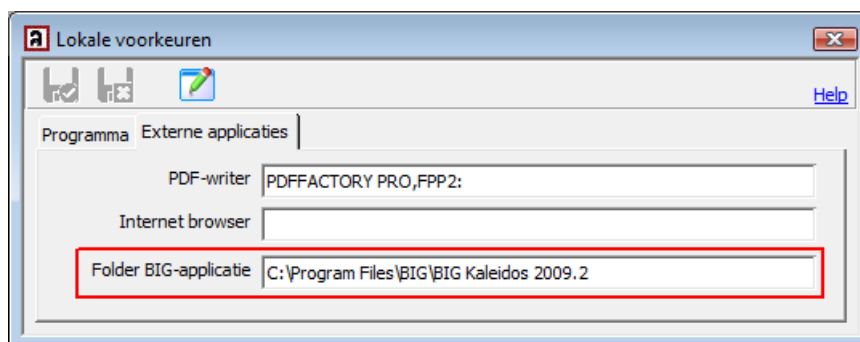 a Lokale voorkeuren
Help
Programma Externe applicaties
PDF-writer PDFFACTORY PRO,FPP2:
Internet browser
Folder BIG-applicatie C:\Program Files\BIG\BIG Kaleidos 2009.2